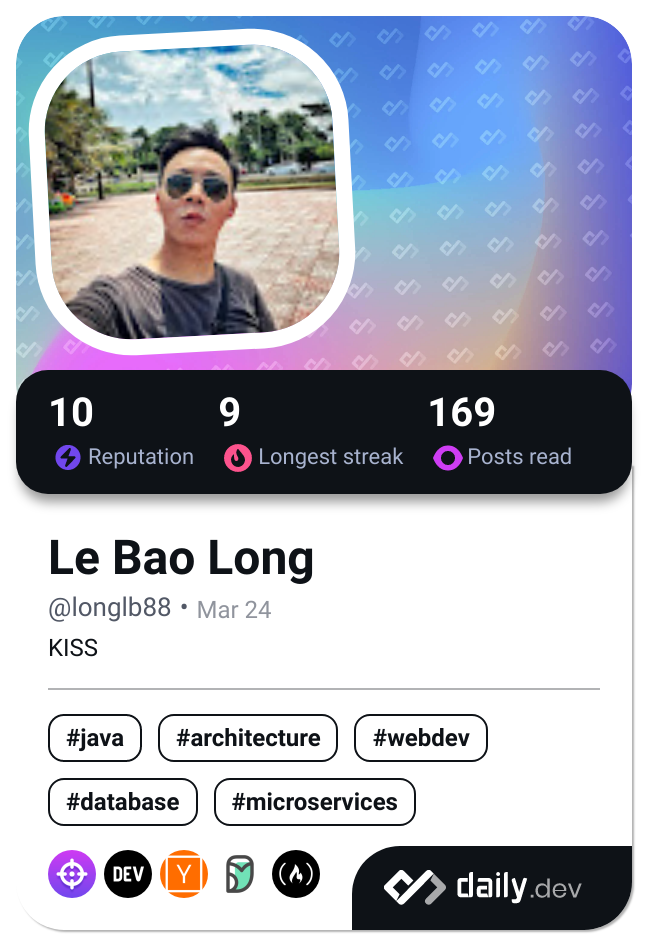 10 9 169
Reputation Longest streak Posts read
Le Bao Long
@longlb88 • Mar 24
KISS
#java #architecture #webdev
#database #microservices
DEV Y
daily.dev